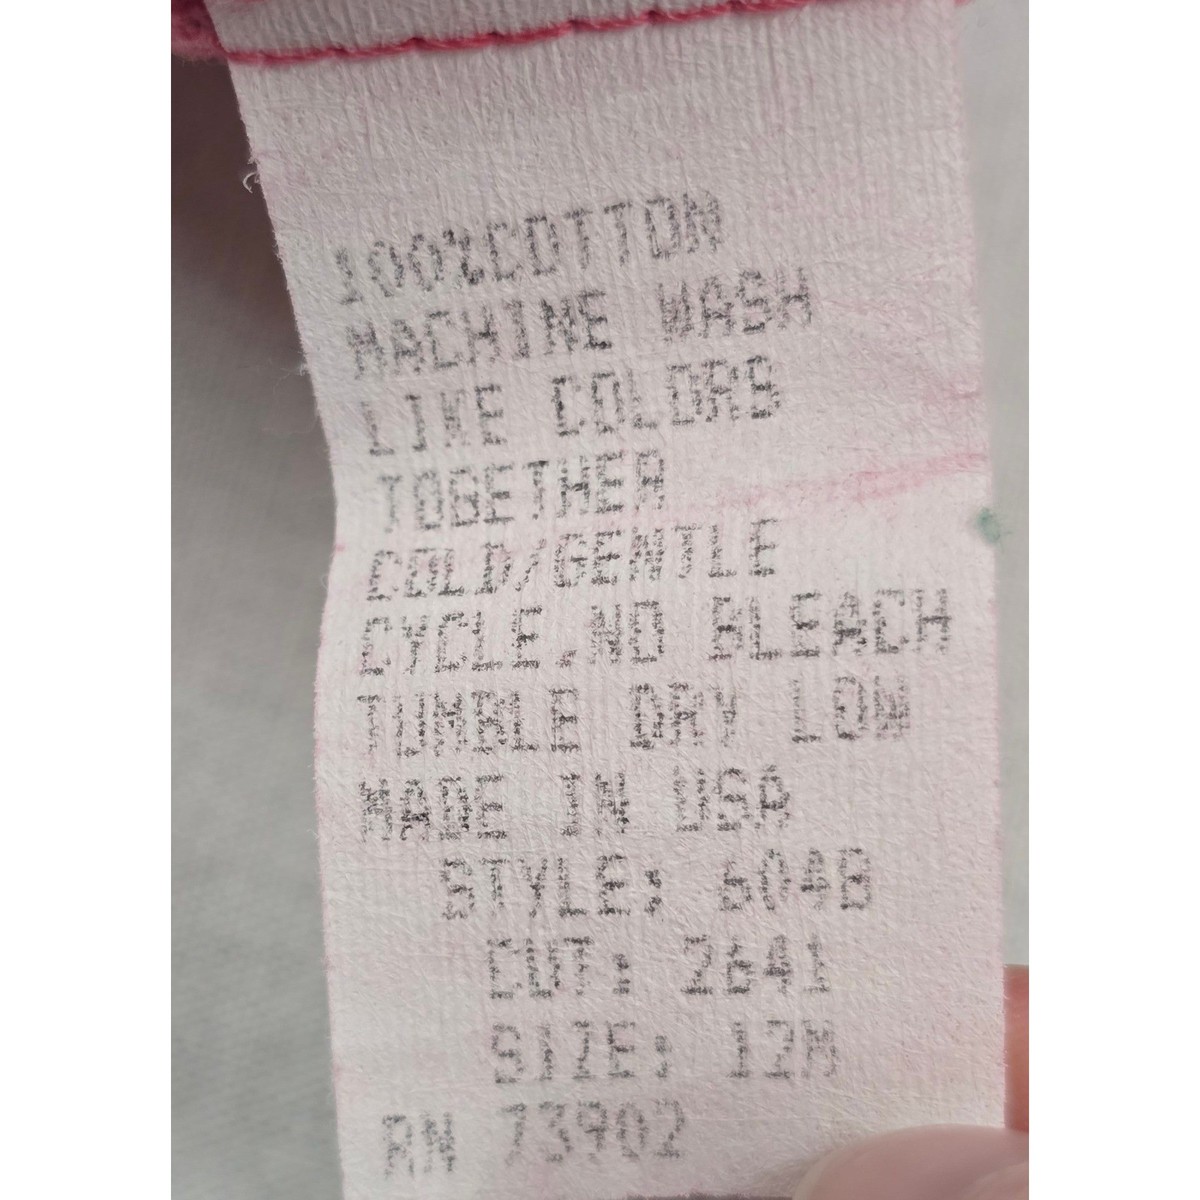 100%COTTON
MACHINE WASH
LIKE COLORS
TOGETHER
COLD/GENTLE
CYCLE.NO BLEACH
TUMBLE DRY LOW
MADE IN USA
STYLE:
CUT: 2641
SIZE: 12M
RN 73902